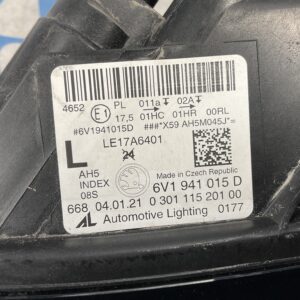 4652 E1 PL 011a 02A
17,5 01HC 01HR 00RL
#6V1941015D ###*X59 AH5M045J*=
L LE17A6401
24
AH5
INDEX
08S
Made in Czech Republic
6V1 941 015 D
668 04.01.21 0 301 115 201 00
AL Automotive Lighting 0177